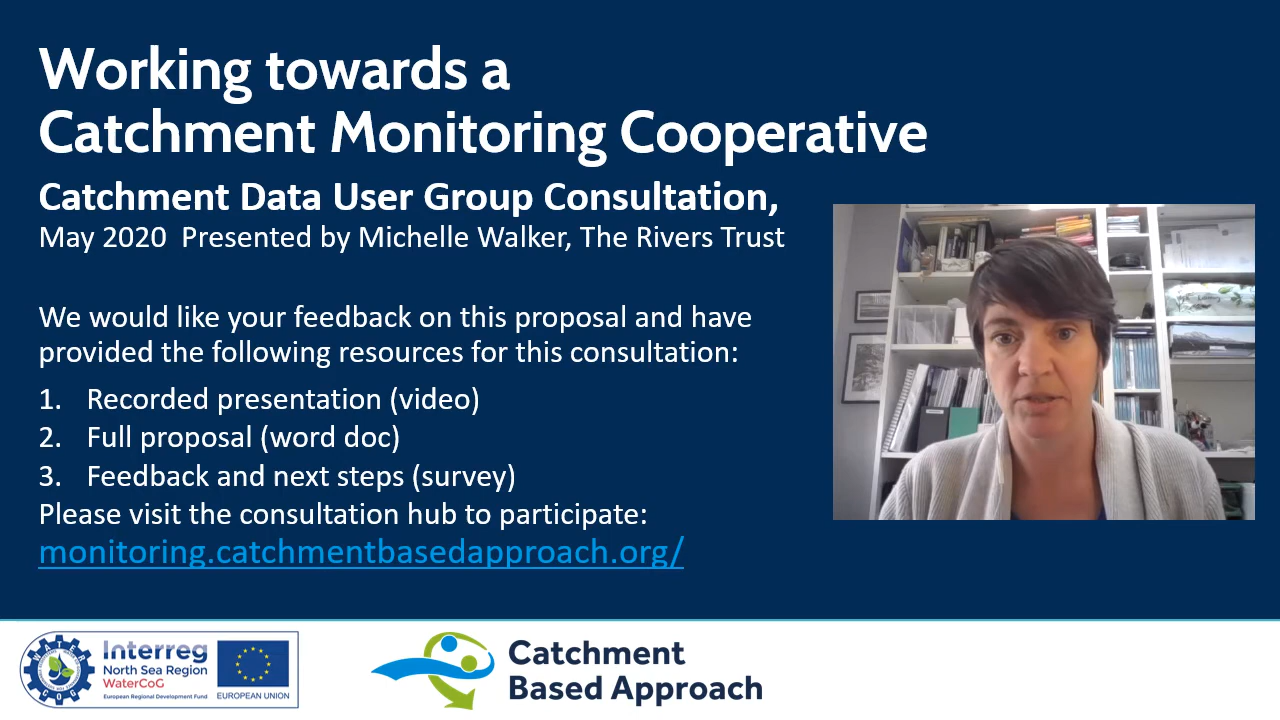 Working towards a
Catchment Monitoring Cooperative
Catchment Data User Group Consultation,
May 2020 Presented by Michelle Walker, The Rivers Trust
We would like your feedback on this proposal and have
provided the following resources for this consultation:
1. Recorded presentation (video)
2. Full proposal (word doc)
3. Feedback and next steps (survey)
Please visit the consultation hub to participate:
monitoring.catchmentbasedapproach.org/
WATER
COG
Interreg
North Sea Region
WaterCoG
European Regional Development Fund
EUROPEAN UNION
Catchment
Based Approach